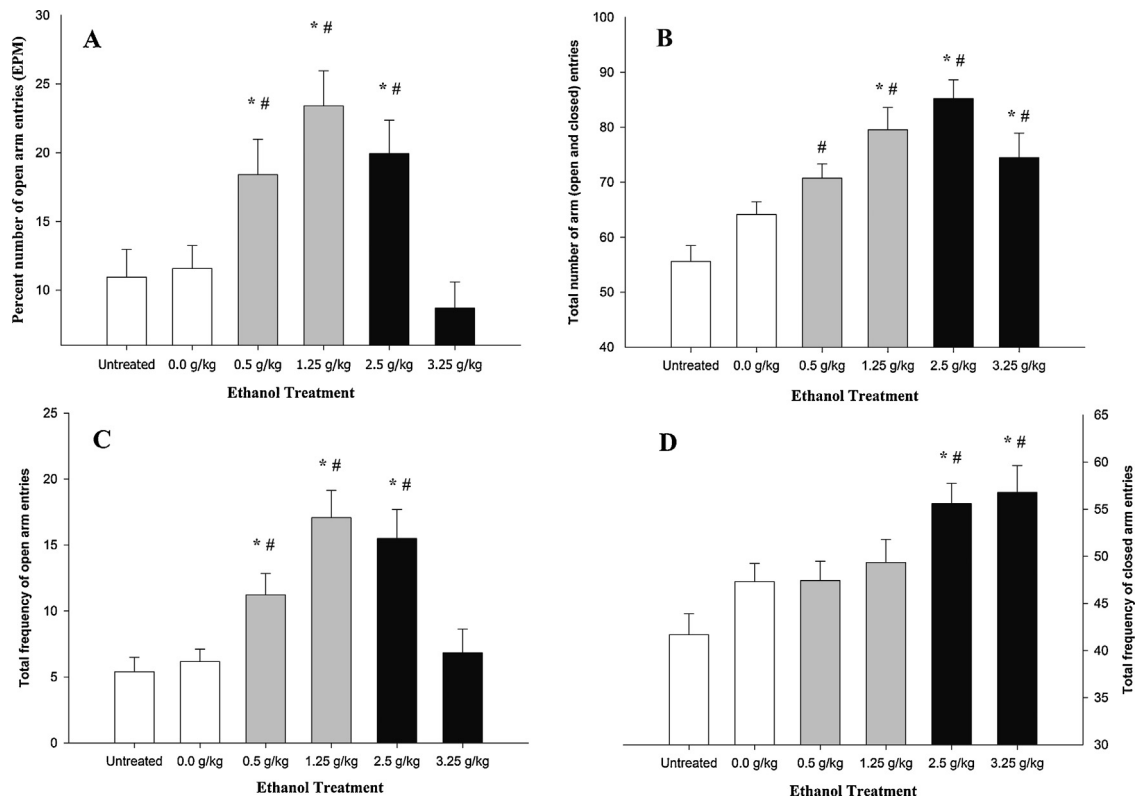 A
Percent number of open arm entries (EPM)
30
25
20
15
10
* #
* #
* #
Untreated 0.0 g/kg 0.5 g/kg 1.25 g/kg 2.5 g/kg 3.25 g/kg
Ethanol Treatment
B
Total number of arm (open and closed) entries
100
90
80
70
60
50
40
#
* #
* #
* #
Untreated 0.0 g/kg 0.5 g/kg 1.25 g/kg 2.5 g/kg 3.25 g/kg
Ethanol Treatment
C
Total frequency of open arm entries
25
20
15
10
5
0
* #
* #
* #
Untreated 0.0 g/kg 0.5 g/kg 1.25 g/kg 2.5 g/kg 3.25 g/kg
Ethanol Treatment
D
Total frequency of closed arm entries
65
60
55
50
45
40
35
30
* #
* #
Untreated 0.0 g/kg 0.5 g/kg 1.25 g/kg 2.5 g/kg 3.25 g/kg
Ethanol Treatment